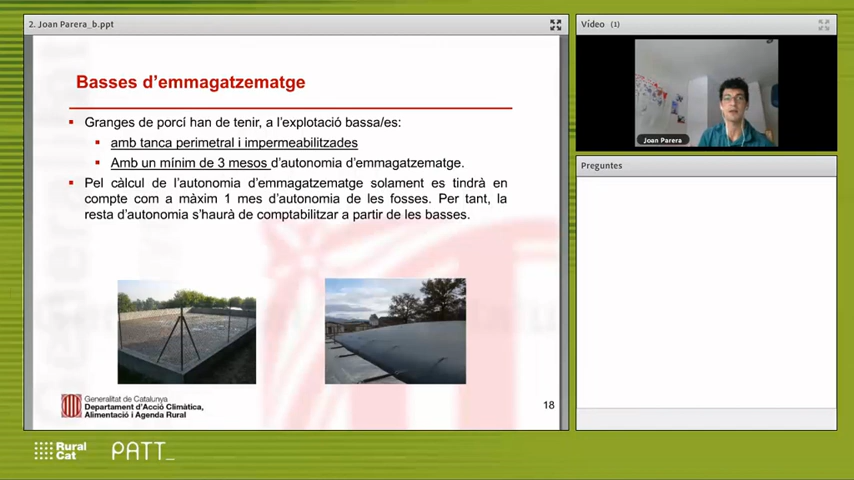 2. Joan Parera_b.ppt
Basses d'emmagatzematge
Granges de porcí han de tenir, a l'explotació bassa/es:
amb tanca perimetral i impermeabilitzades
Amb un mínim de 3 mesos d'autonomia d'emmagatzematge.
Pel càlcul de l'autonomia d'emmagatzematge solament es tindrà en
compte com a màxim 1 mes d'autonomia de les fosses. Per tant, la
resta d'autonomia s'haurà de comptabilitzar a partir de les basses.
Generalitat de Catalunya
Departament d'Acció Climàtica,
Alimentació i Agenda Rural
18
Vídeo (1)
Joan Parera
Preguntes
Rural
Cat
PATT_